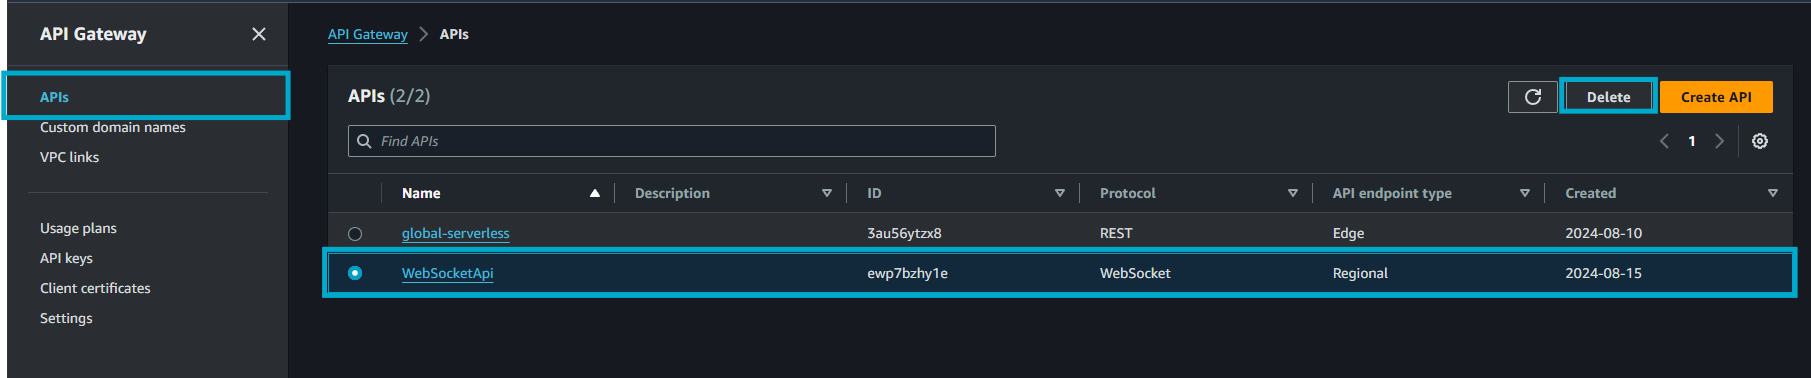 API Gateway
APIs
Custom domain names
VPC links
Usage plans
API keys
Client certificates
Settings
API Gateway > APIs
APIs (2/2)
Delete
Create API
Find APIs
1
Name Description ID Protocol API endpoint type Created
global-serverless 3au56ytzx8 REST Edge 2024-08-10
WebSocketApi ewp7bzhy1e WebSocket Regional 2024-08-15